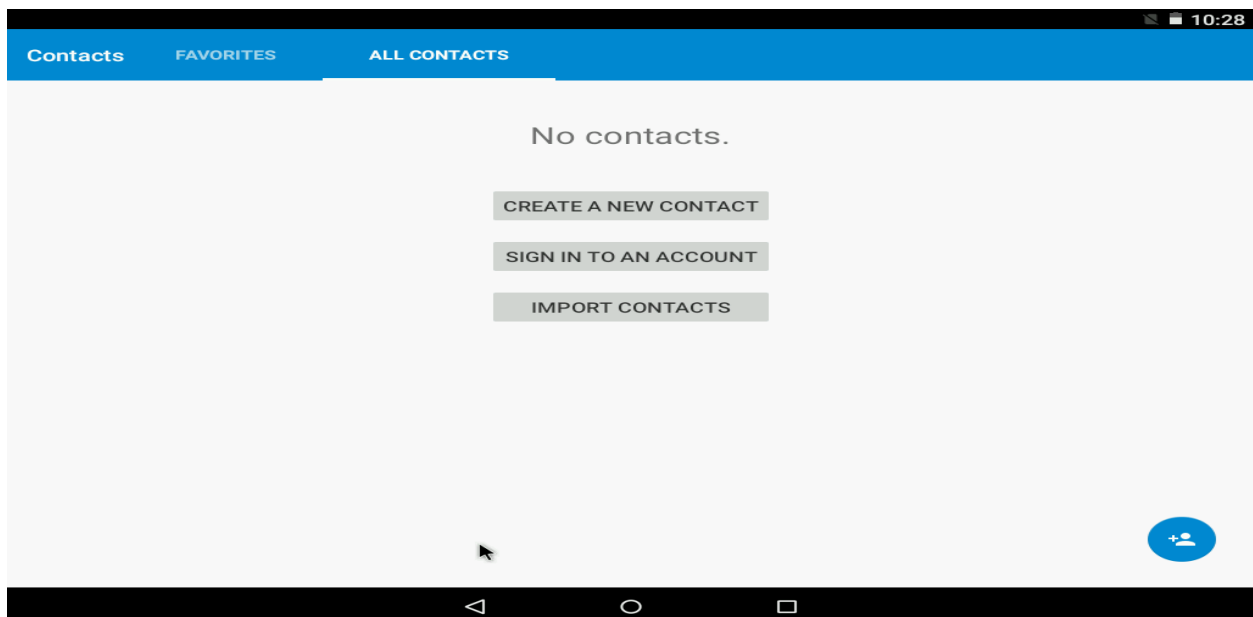 10:28
Contacts FAVORITES ALL CONTACTS
No contacts.
CREATE A NEW CONTACT
SIGN IN TO AN ACCOUNT
IMPORT CONTACTS